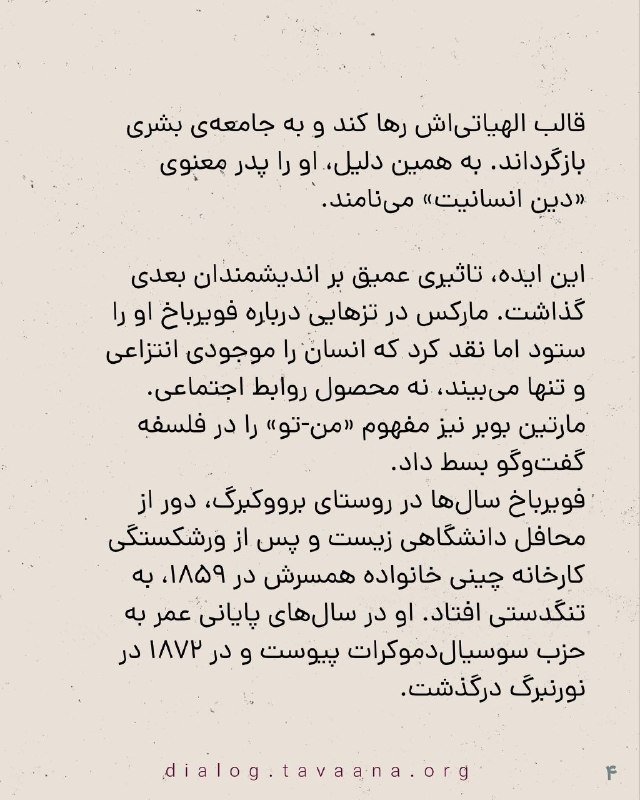 قالب الهیاتی‌اش رها کند و به جامعه‌ی بشری
بازگرداند. به همین دلیل، او را پدر معنوی
«دین انسانیت» می‌نامند.
این ایده، تاثیری عمیق بر اندیشمندان بعدی
گذاشت. مارکس در تزهایی درباره فویرباخ او را
ستود اما نقد کرد که انسان را موجودی انتزاعی
و تنها می‌بیند، نه محصول روابط اجتماعی.
مارتین بوبر نیز مفهوم «من-تو» را در فلسفه
گفت‌وگو بسط داد.
فویرباخ سال‌ها در روستای برووکبرگ، دور از
محافل دانشگاهی زیست و پس از ورشکستگی
کارخانه چینی خانواده همسرش در ۱۸۵۹، به
تنگدستی افتاد. او در سال‌های پایانی عمر به
حزب سوسیال‌دموکرات پیوست و در ۱۸۷۲ در
نورنبرگ درگذشت.
dialog.tavaana.org
۴